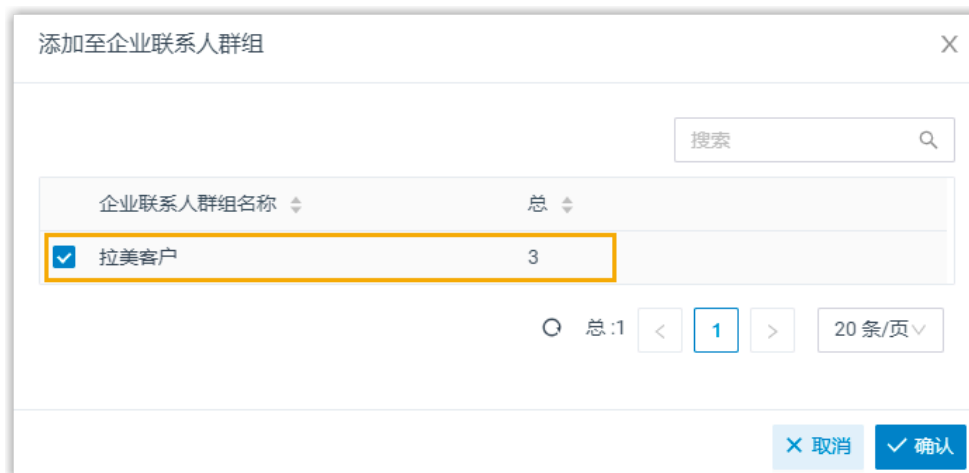 添加至企业联系人群组
搜索
企业联系人群组名称 总
拉美客户 3
总:1 < 1 > 20 条/页
取消 确认